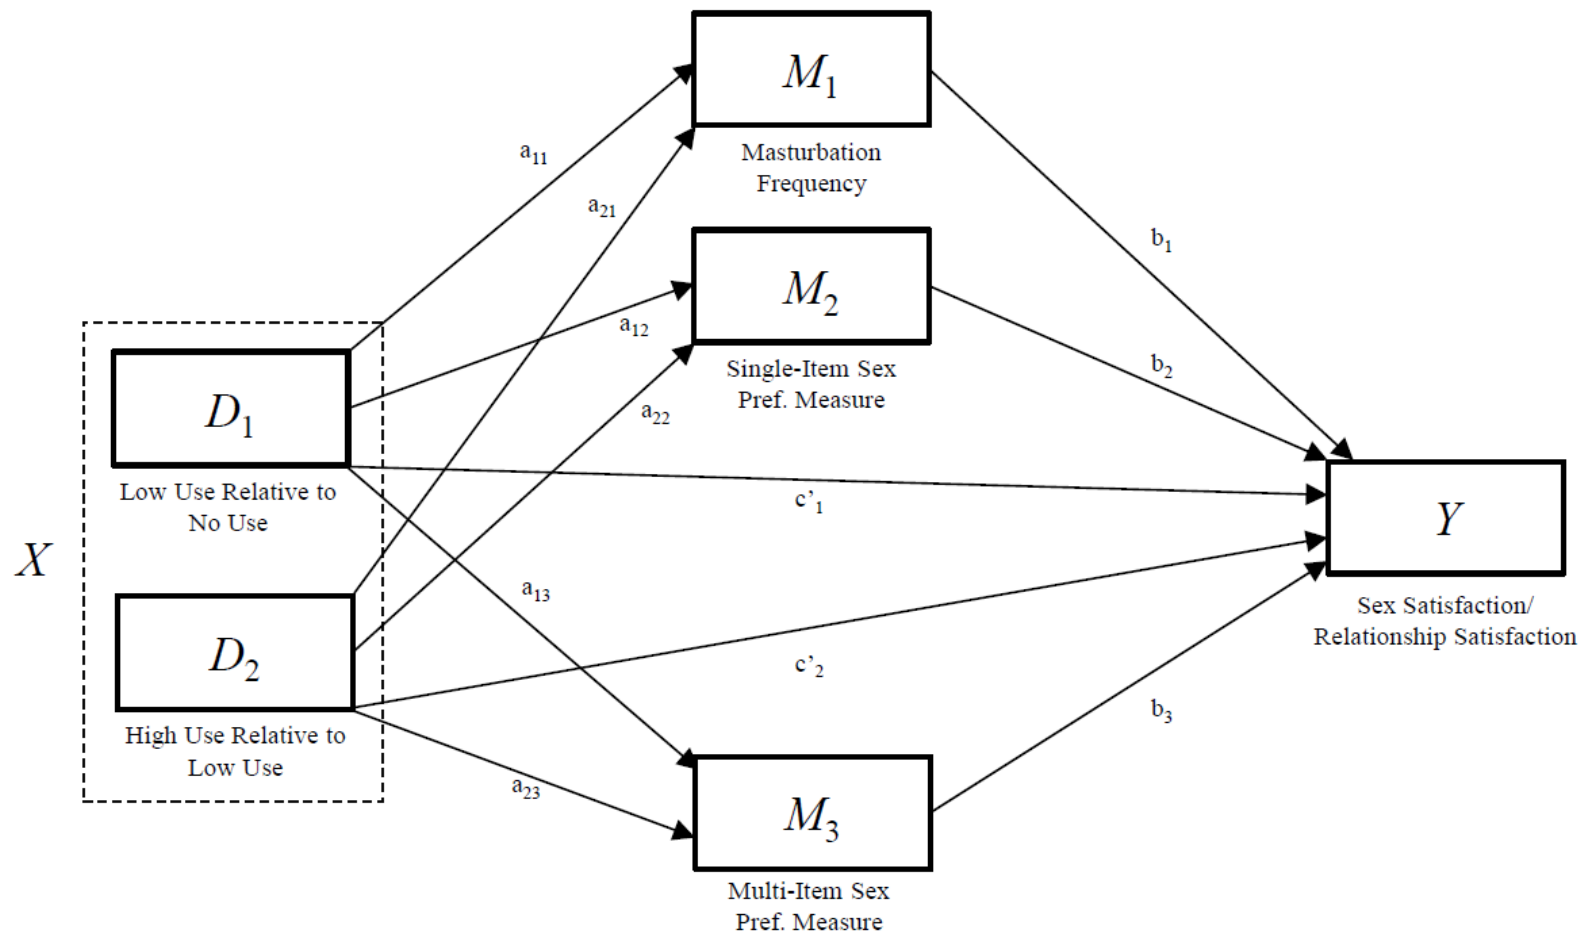 M₁
Masturbation
Frequency
a₁₁
a₂₁
b₁
M₂
Single-Item Sex
Pref. Measure
a₁₂
a₂₂
b₂
D₁
Low Use Relative to
No Use
c’₁
X
Y
Sex Satisfaction/
Relationship Satisfaction
a₁₃
D₂
High Use Relative to
Low Use
c’₂
a₂₃
b₃
M₃
Multi-Item Sex
Pref. Measure